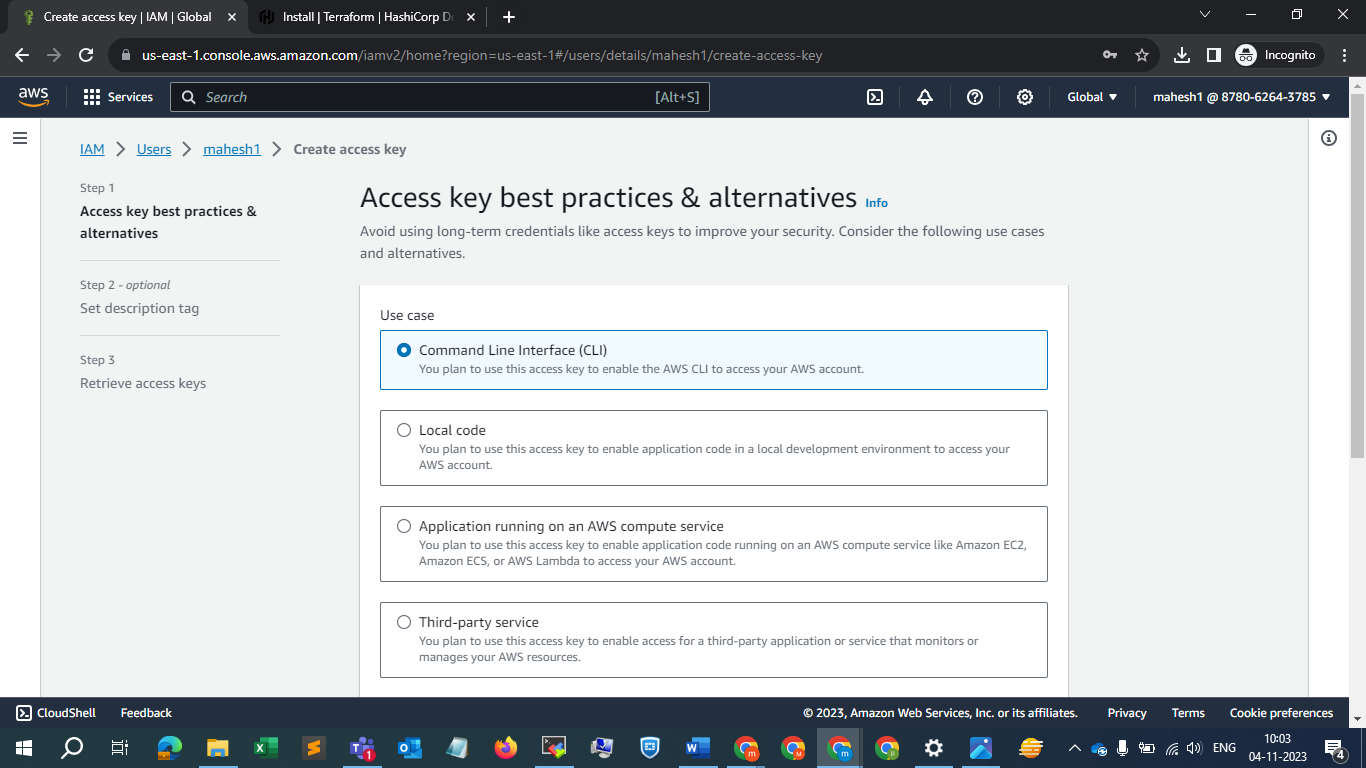 Create access key | IAM | Global
Install | Terraform | HashiCorp De
us-east-1.console.aws.amazon.com/iamv2/home?region=us-east-1#/users/details/mahesh1/create-access-key
Incognito
aws
Services
Search
[Alt+S]
Global
mahesh1 @ 8780-6264-3785
IAM > Users > mahesh1 > Create access key
Step 1
Access key best practices &
alternatives
Step 2 - optional
Set description tag
Step 3
Retrieve access keys
Access key best practices & alternatives Info
Avoid using long-term credentials like access keys to improve your security. Consider the following use cases
and alternatives.
Use case
Command Line Interface (CLI)
You plan to use this access key to enable the AWS CLI to access your AWS account.
Local code
You plan to use this access key to enable application code in a local development environment to access your
AWS account.
Application running on an AWS compute service
You plan to use this access key to enable application code running on an AWS compute service like Amazon EC2,
Amazon ECS, or AWS Lambda to access your AWS account.
Third-party service
You plan to use this access key to enable access for a third-party application or service that monitors or
manages your AWS resources.
CloudShell
Feedback
© 2023, Amazon Web Services, Inc. or its affiliates.
Privacy
Terms
Cookie preferences
ENG
10:03
04-11-2023
4